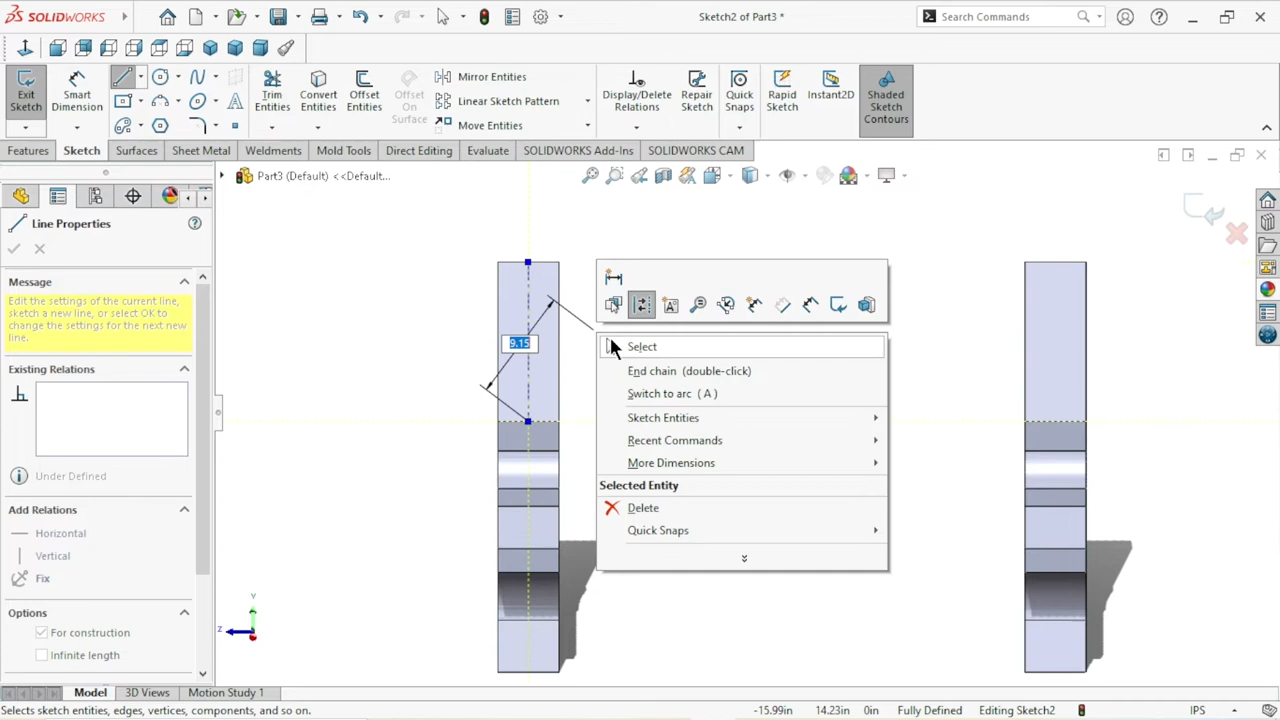 SOLIDWORKS
Sketch2 of Part3 *
Search Commands
Exit Sketch
Smart Dimension
Trim Entities
Convert Entities
Offset Entities
Offset On Surface
Mirror Entities
Linear Sketch Pattern
Move Entities
Display/Delete Relations
Repair Sketch
Quick Snaps
Rapid Sketch
Instant2D
Shaded Sketch Contours
Features
Sketch
Surfaces
Sheet Metal
Weldments
Mold Tools
Direct Editing
Evaluate
SOLIDWORKS Add-Ins
SOLIDWORKS CAM
Part3 (Default) <<Default...
Line Properties
Message
Edit the settings of the current line,
sketch a new line, or select OK to
change the settings for the next new
line.
Existing Relations
Under Defined
Add Relations
Horizontal
Vertical
Fix
Options
For construction
Infinite length
9.15
Select
End chain (double-click)
Switch to arc ( A )
Sketch Entities
Recent Commands
More Dimensions
Selected Entity
Delete
Quick Snaps
Y
Z
Model
3D Views
Motion Study 1
Selects sketch entities, edges, vertices, components, and so on.
-15.99in
14.23in
0in
Fully Defined
Editing Sketch2
IPS